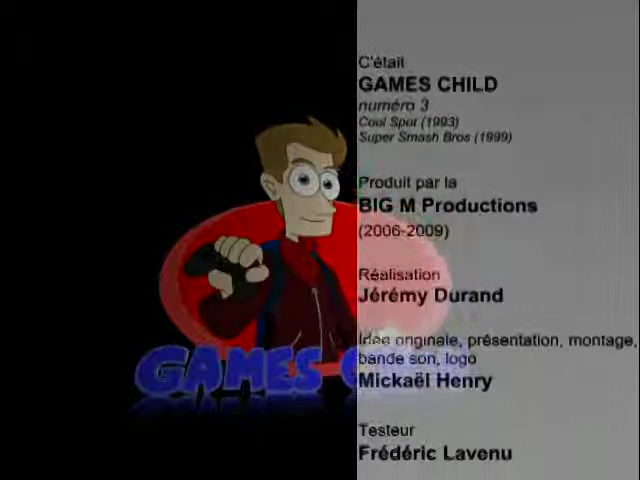 C'était
GAMES CHILD
numéro 3
Cool Spot (1993)
Super Smash Bros (1999)
Produit par la
BIG M Productions
(2006-2009)
Réalisation
Jérémy Durand
Idée originale, présentation, montage,
bande son, logo
Mickaël Henry
Testeur
Frédéric Lavenu
GAMES